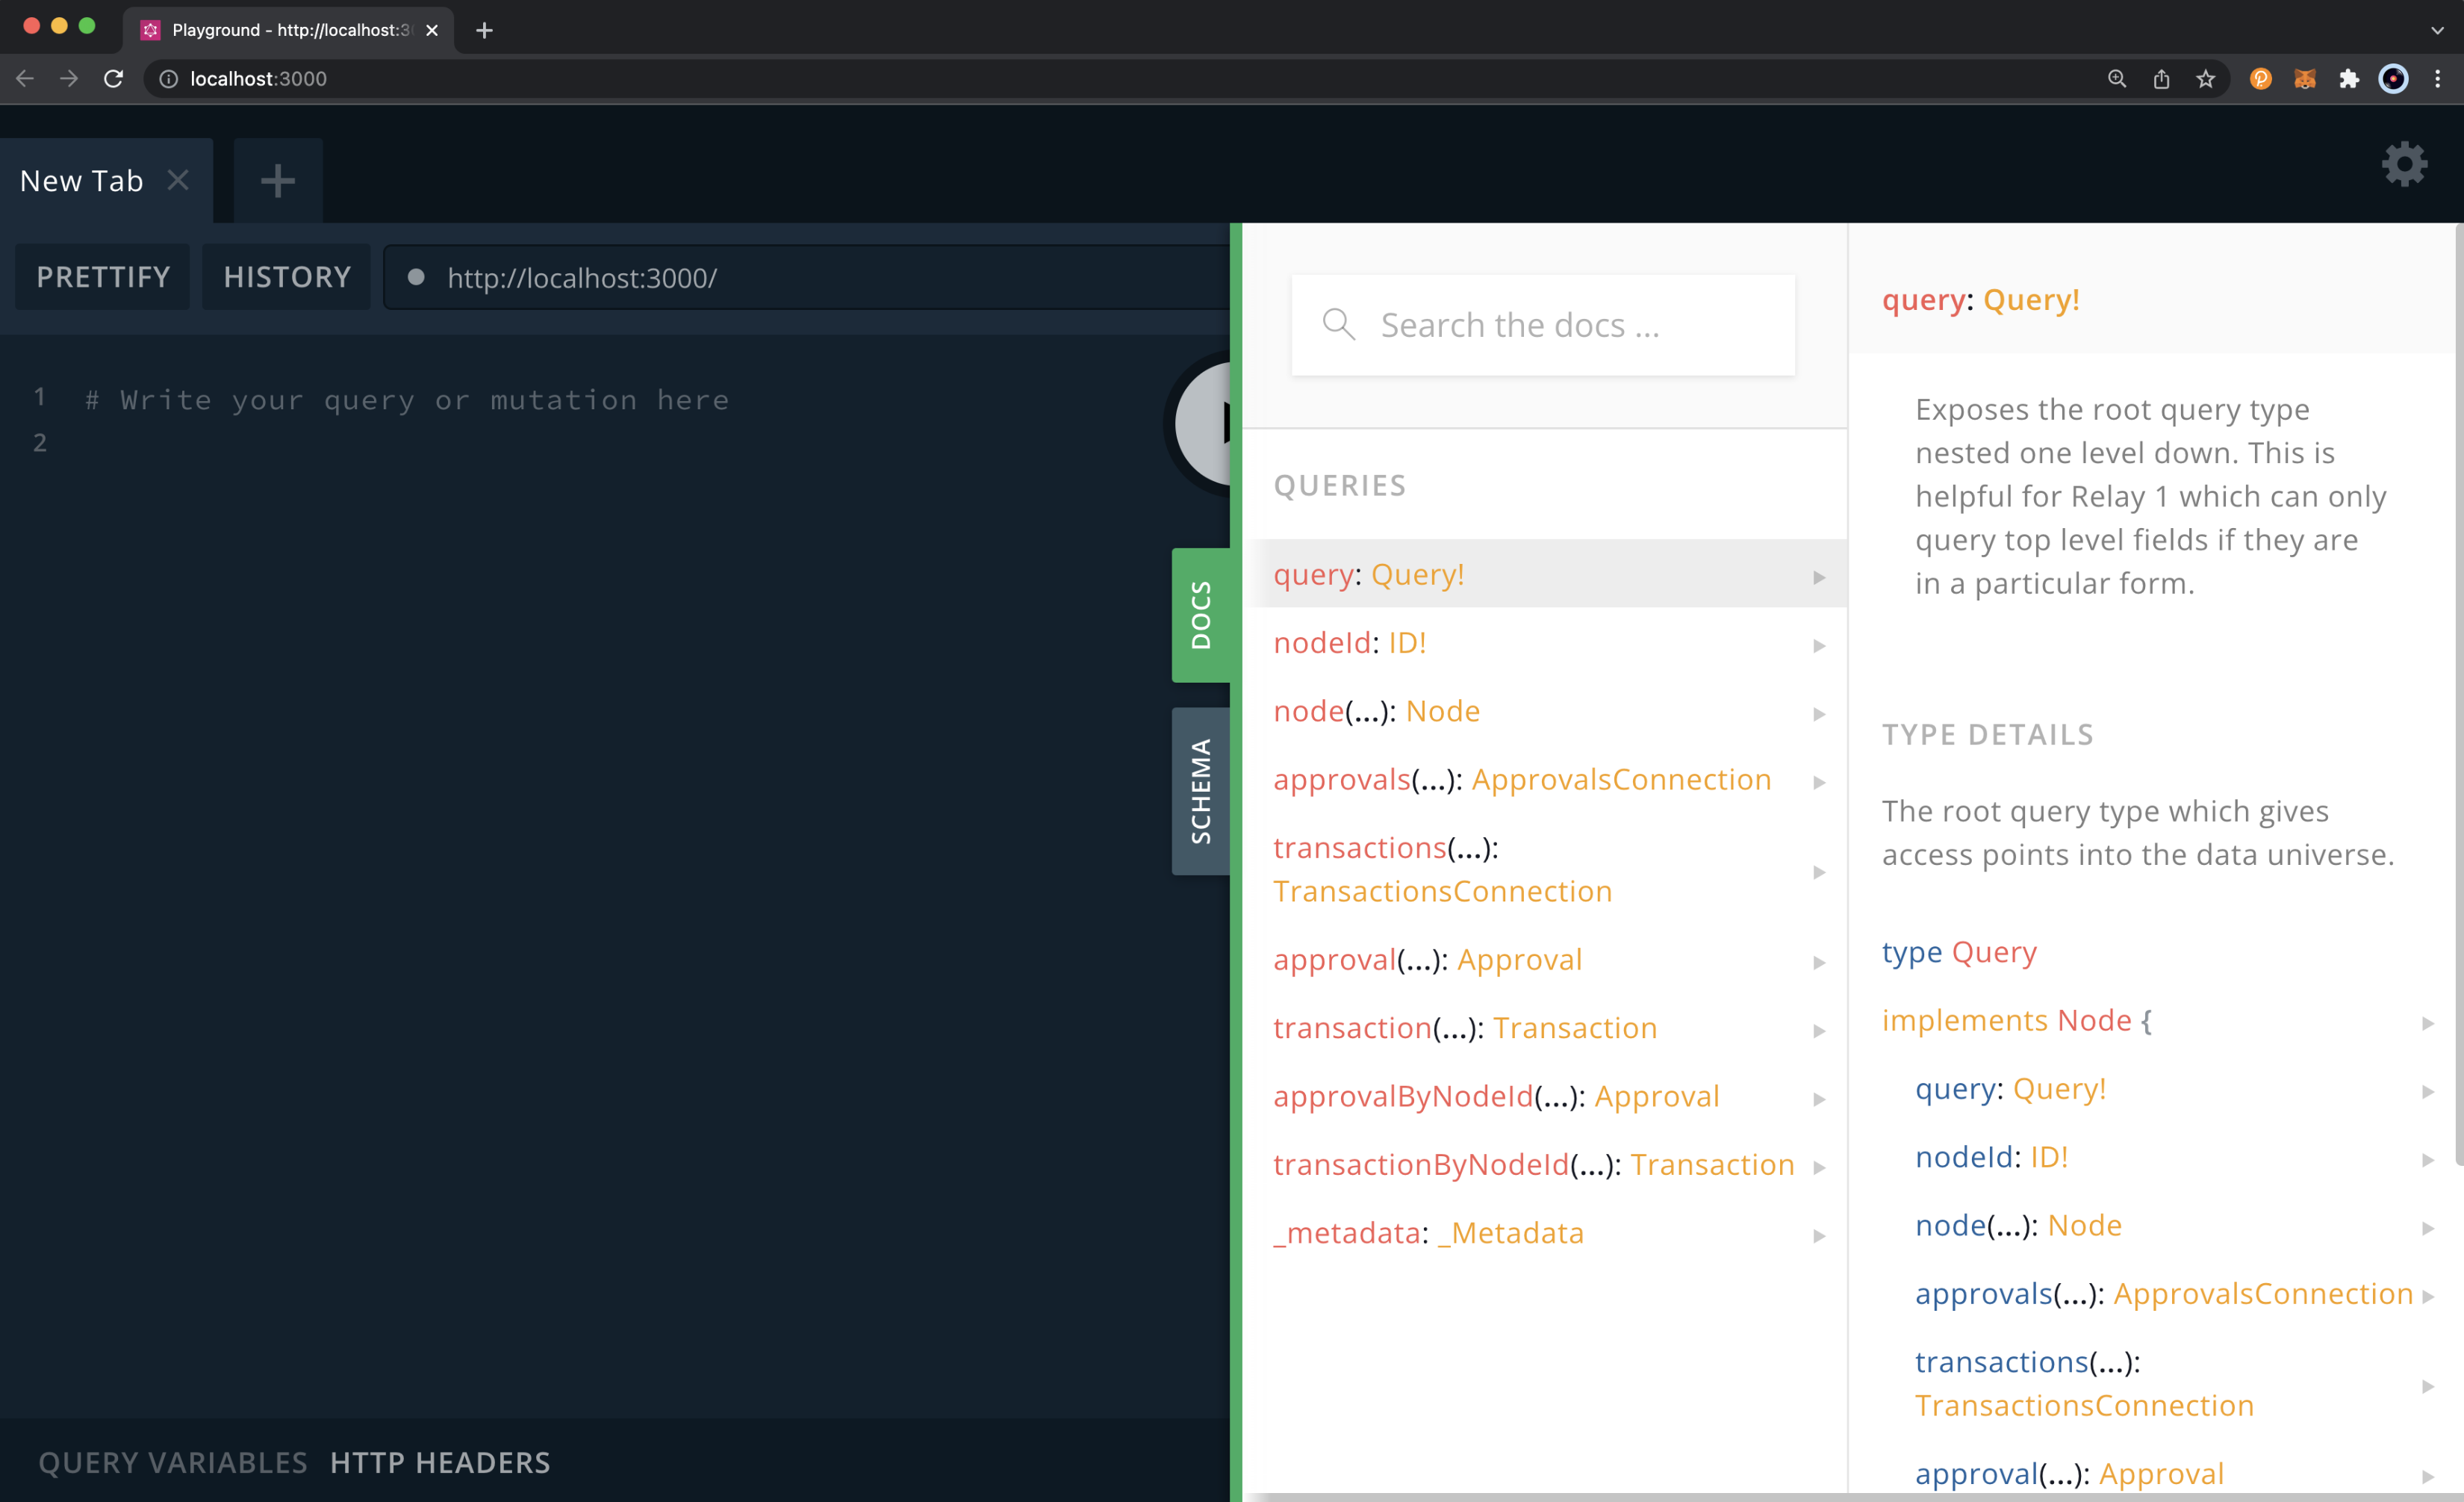 Playground - http://localhost:3
localhost:3000
New Tab
PRETTIFY
HISTORY
http://localhost:3000/
1 # Write your query or mutation here
2
DOCS
SCHEMA
QUERY VARIABLES HTTP HEADERS
Search the docs ...
QUERIES
query: Query!
nodeId: ID!
node(...): Node
approvals(...): ApprovalsConnection
transactions(...):
TransactionsConnection
approval(...): Approval
transaction(...): Transaction
approvalByNodeId(...): Approval
transactionByNodeId(...): Transaction
_metadata: _Metadata
query: Query!
Exposes the root query type
nested one level down. This is
helpful for Relay 1 which can only
query top level fields if they are
in a particular form.
TYPE DETAILS
The root query type which gives
access points into the data universe.
type Query
implements Node {
query: Query!
nodeId: ID!
node(...): Node
approvals(...): ApprovalsConnection
transactions(...):
TransactionsConnection
approval(...): Approval